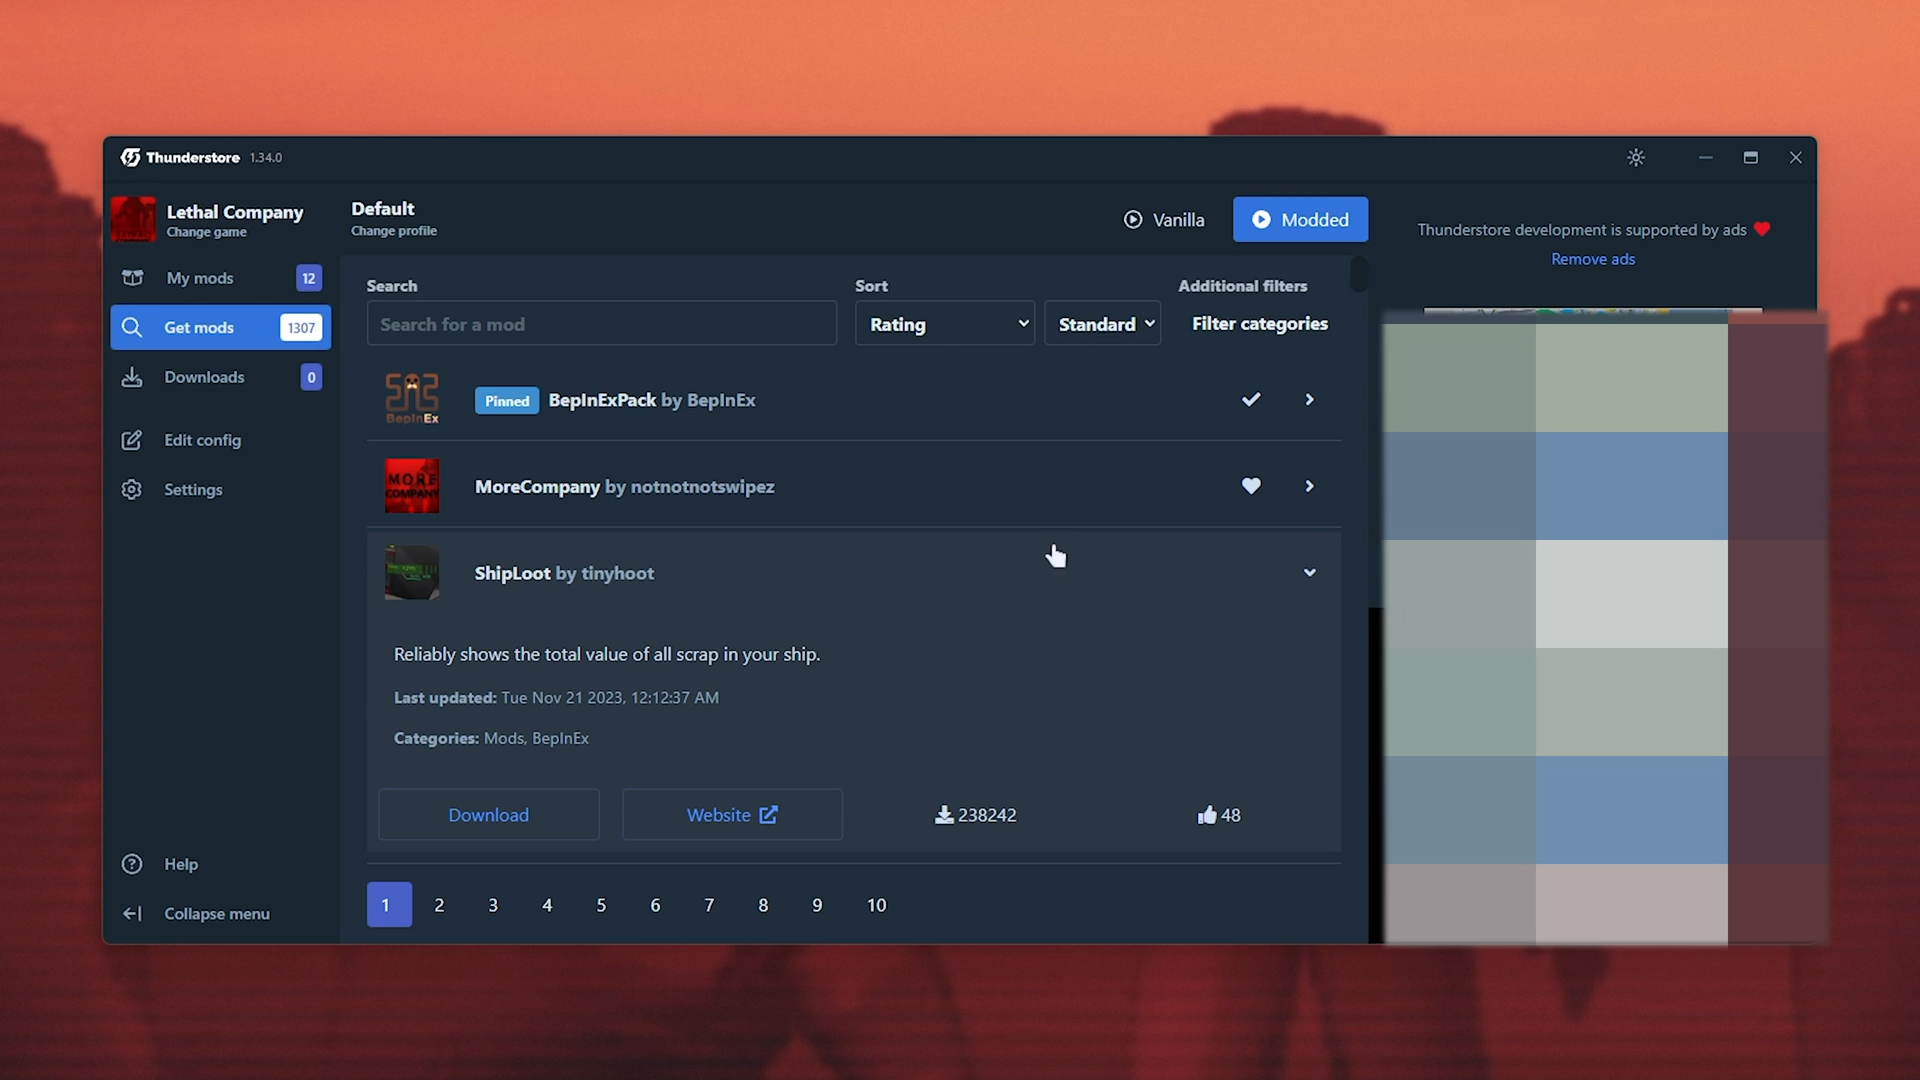 Thunderstore 1.34.0
Lethal Company
Change game
Default
Change profile
Vanilla
Modded
Thunderstore development is supported by ads
Remove ads
My mods 12
Get mods 1307
Downloads 0
Edit config
Settings
Help
Collapse menu
Search
Sort
Additional filters
Search for a mod
Rating
Standard
Filter categories
BepInEx
Pinned BepInExPack by BepInEx
MORE
COMPANY
MoreCompany by notnotnotswipez
ShipLoot by tinyhoot
Reliably shows the total value of all scrap in your ship.
Last updated: Tue Nov 21 2023, 12:12:37 AM
Categories: Mods, BepInEx
Download
Website
238242
48
1 2 3 4 5 6 7 8 9 10